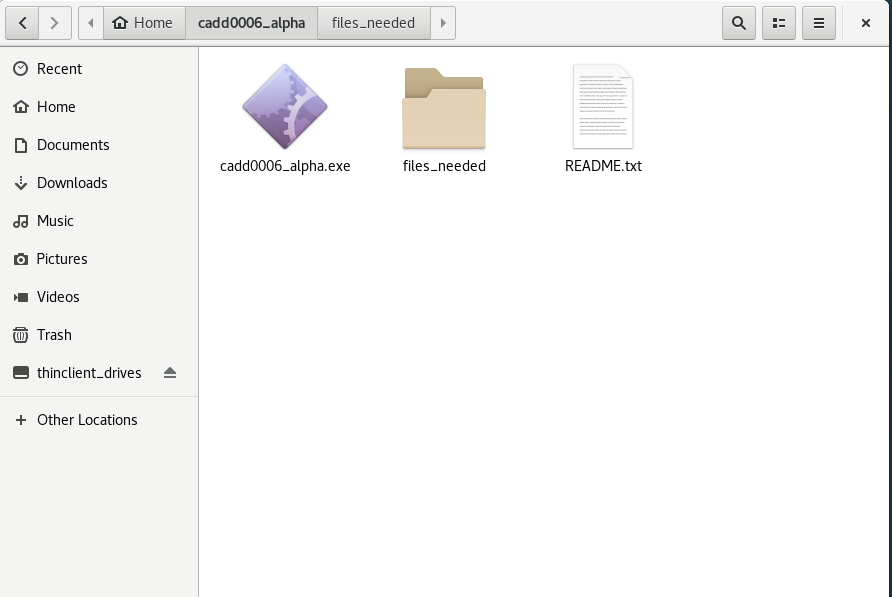 Home
cadd0006_alpha
files_needed
Recent
Home
Documents
Downloads
Music
Pictures
Videos
Trash
thinclient_drives
Other Locations
cadd0006_alpha.exe
files_needed
README.txt